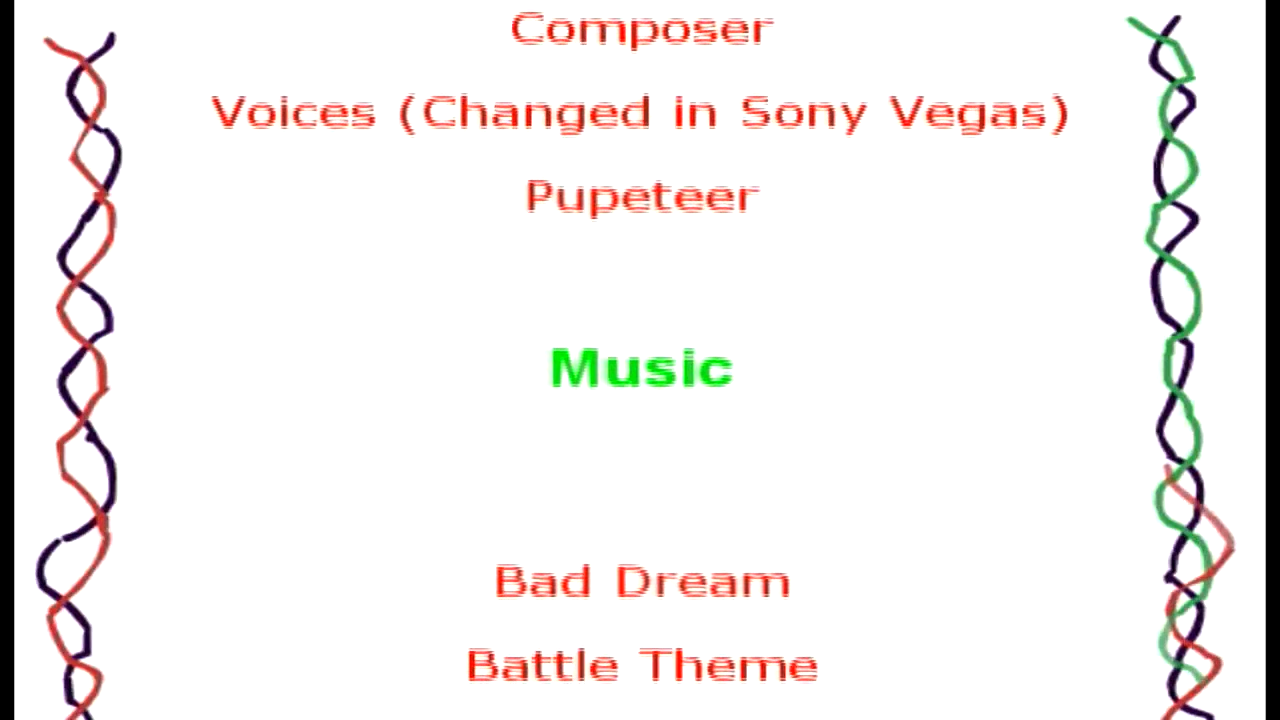 Composer
Voices (Changed in Sony Vegas)
Pupeteer
Music
Bad Dream
Battle Theme